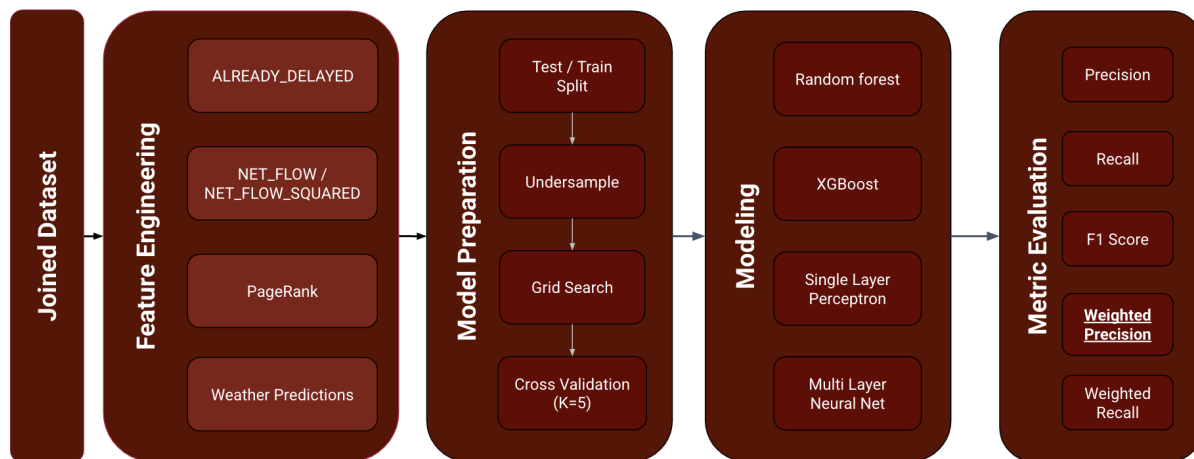 Joined Dataset
Feature Engineering
ALREADY_DELAYED
NET_FLOW /
NET_FLOW_SQUARED
PageRank
Weather Predictions
Model Preparation
Test / Train
Split
Undersample
Grid Search
Cross Validation
(K=5)
Modeling
Random forest
XGBoost
Single Layer
Perceptron
Multi Layer
Neural Net
Metric Evaluation
Precision
Recall
F1 Score
Weighted
Precision
Weighted
Recall